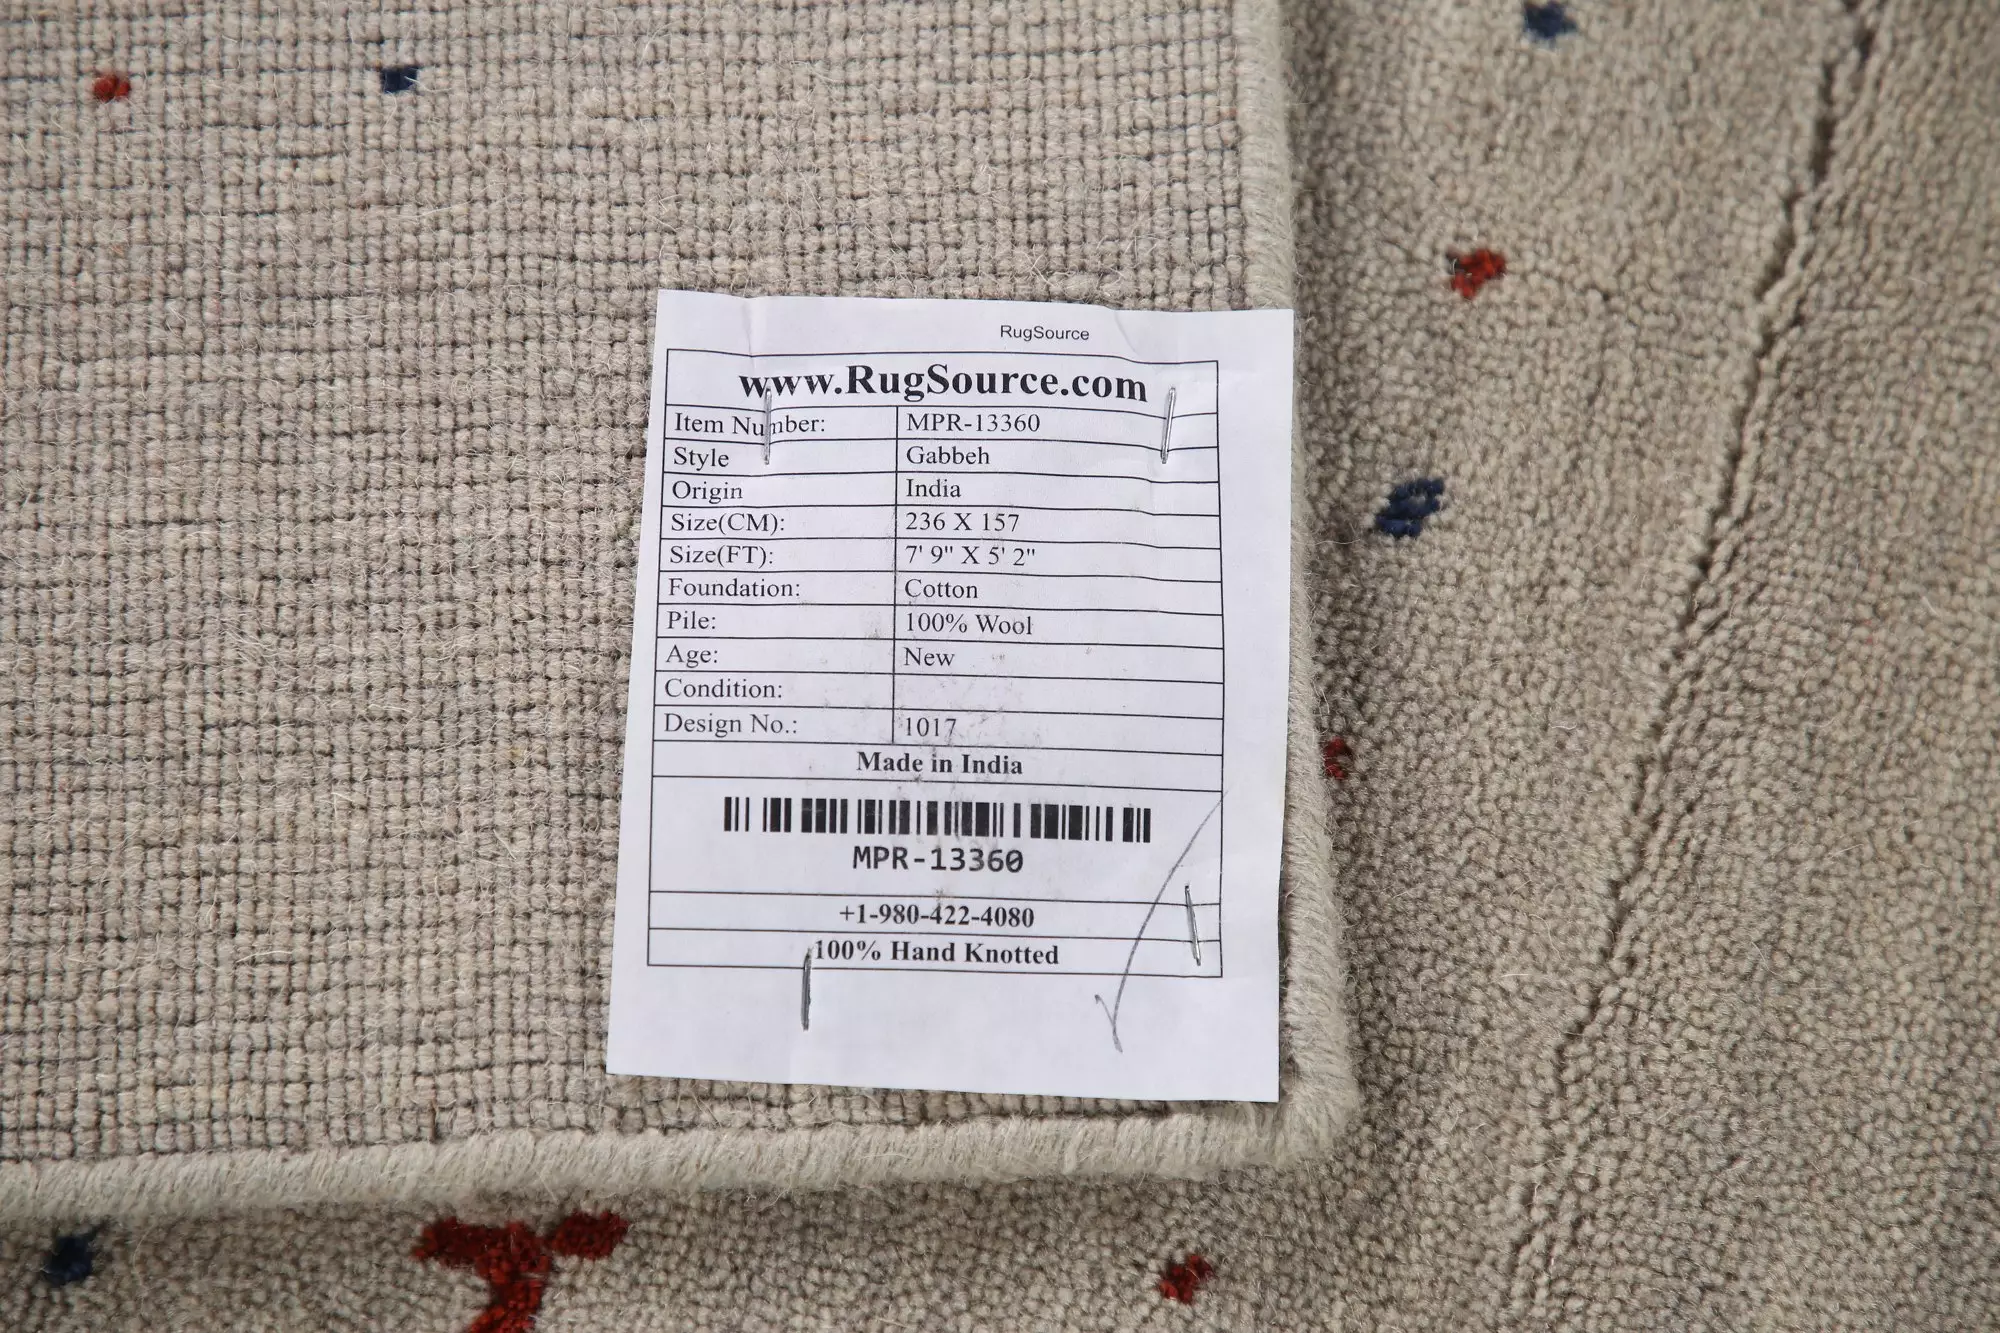 RugSource
www.RugSource.com
Item Number: MPR-13360
Style Gabbeh
Origin India
Size(CM): 236 X 157
Size(FT): 7' 9" X 5' 2"
Foundation: Cotton
Pile: 100% Wool
Age: New
Condition:
Design No.: 1017
Made in India
MPR-13360
+1-980-422-4080
100% Hand Knotted